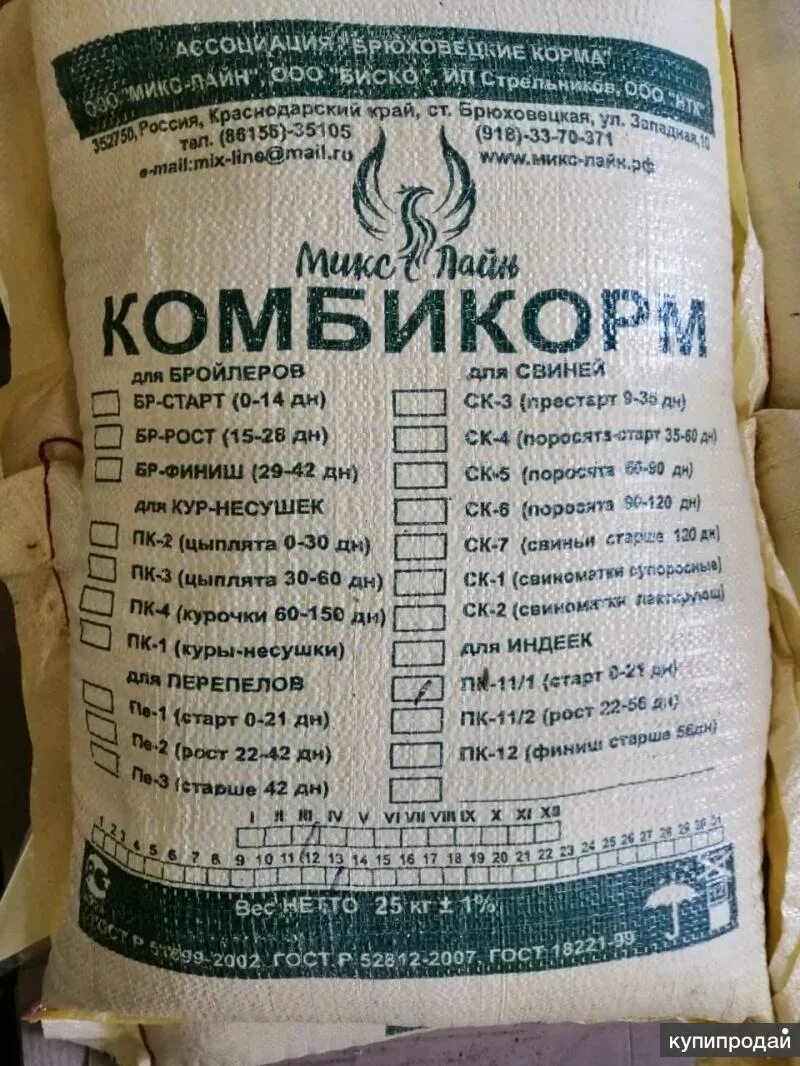 АССОЦИАЦИЯ "БРЮХОВЕЦКИЕ КОРМА"
ООО "МИКС-ЛАЙН", ООО "БИСКО", ИП Стрельников, ООО "НТК"
352750, Россия, Краснодарский край, ст. Брюховецкая, ул. Западная, 10
тел. (86156)-35105 (918)-33-70-371
e-mail:mix-line@mail.ru www.микс-лайн.рф
Микс Лайн
КОМБИКОРМ
для БРОЙЛЕРОВ
БР-СТАРТ (0-14 дн)
БР-РОСТ (15-28 дн)
БР-ФИНИШ (29-42 дн)
для КУР-НЕСУШЕК
ПК-2 (цыплята 0-30 дн)
ПК-3 (цыплята 30-60 дн)
ПК-4 (курочки 60-150 дн)
ПК-1 (куры-несушки)
для ПЕРЕПЕЛОВ
Пе-1 (старт 0-21 дн)
Пе-2 (рост 22-42 дн)
Пе-3 (старше 42 дн)
для СВИНЕЙ
СК-3 (престарт 9-35 дн)
СК-4 (поросята-старт 35-60 дн)
СК-5 (поросята 60-90 дн)
СК-6 (поросята 90-120 дн)
СК-7 (свиньи старше 120 дн)
СК-1 (свиноматки супоросные)
СК-2 (свиноматки лактирующ)
для ИНДЕЕК
ПК-11/1 (старт 0-21 дн)
ПК-11/2 (рост 22-56 дн)
ПК-12 (финиш старше 56дн)
I II III IV V VI VII VIII IX X XI XII
1 2 3 4 5 6 7 8 9 10 11 12 13 14 15 16 17 18 19 20 21 22 23 24 25 26 27 28 29 30 31
Вес НЕТТО 25 кг ± 1%
ГОСТ Р 51899-2002, ГОСТ Р 52812-2007, ГОСТ 18221-99
купипродай